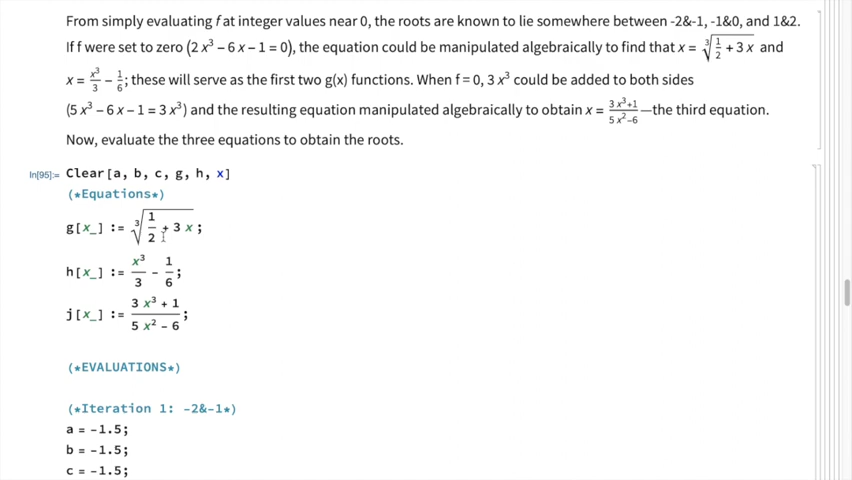 From simply evaluating f at integer values near 0, the roots are known to lie somewhere between -2&-1, -1&0, and 1&2.
If f were set to zero (2 x³ − 6 x − 1 = 0), the equation could be manipulated algebraically to find that x = ∛(1/2 + 3 x) and
x = x³/3 − 1/6; these will serve as the first two g(x) functions. When f = 0, 3 x³ could be added to both sides
(5 x³ − 6 x − 1 = 3 x³) and the resulting equation manipulated algebraically to obtain x = (3 x³+1)/(5 x²−6)—the third equation.
Now, evaluate the three equations to obtain the roots.
In[95]:= Clear[a, b, c, g, h, x]
(*Equations*)
g[x_] := ∛(1/2 + 3 x);
h[x_] := x³/3 − 1/6;
j[x_] := (3 x³ + 1)/(5 x² − 6);
(*EVALUATIONS*)
(*Iteration 1: -2&-1*)
a = -1.5;
b = -1.5;
c = -1.5;